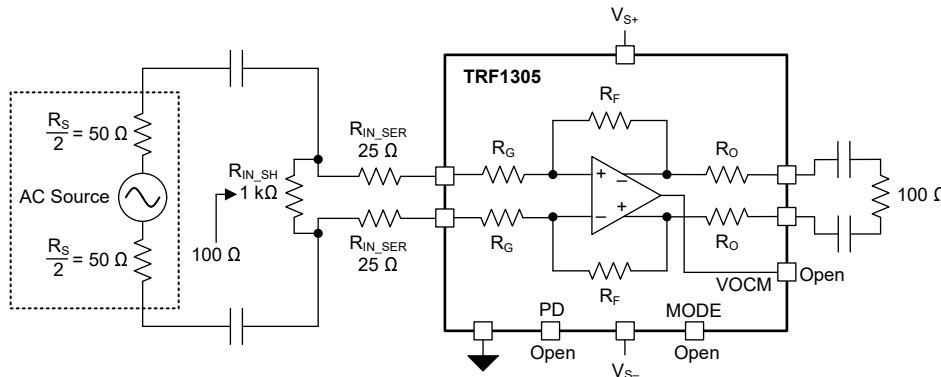 VS+
TRF1305
RF
RS/2 = 50 Ω
RIN_SER
25 Ω
RG
RO
RIN_SH
1 kΩ
AC Source
100 Ω
+ −
− +
100 Ω
RS/2 = 50 Ω
RIN_SER
25 Ω
RG
RO
RF
VOCM
Open
PD
MODE
Open
Open
VS−